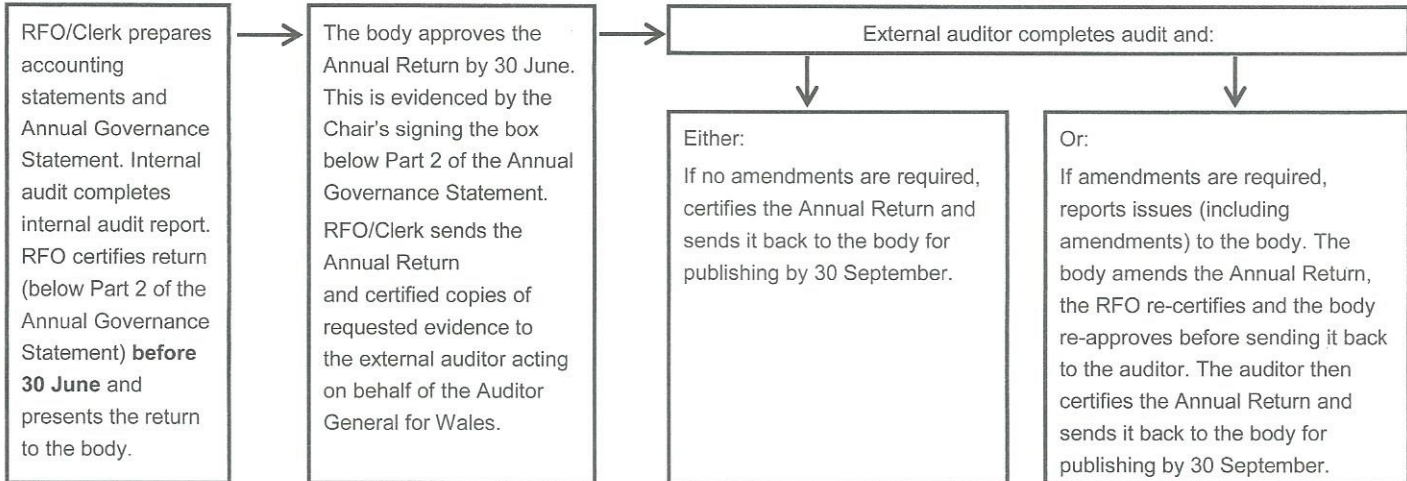 RFO/Clerk prepares
accounting
statements and
Annual Governance
Statement. Internal
audit completes
internal audit report.
RFO certifies return
(below Part 2 of the
Annual Governance
Statement) before
30 June and
presents the return
to the body.
The body approves the
Annual Return by 30 June.
This is evidenced by the
Chair's signing the box
below Part 2 of the Annual
Governance Statement.
RFO/Clerk sends the
Annual Return
and certified copies of
requested evidence to
the external auditor acting
on behalf of the Auditor
General for Wales.
External auditor completes audit and:
Either:
If no amendments are required,
certifies the Annual Return and
sends it back to the body for
publishing by 30 September.
Or:
If amendments are required,
reports issues (including
amendments) to the body. The
body amends the Annual Return,
the RFO re-certifies and the body
re-approves before sending it back
to the auditor. The auditor then
certifies the Annual Return and
sends it back to the body for
publishing by 30 September.